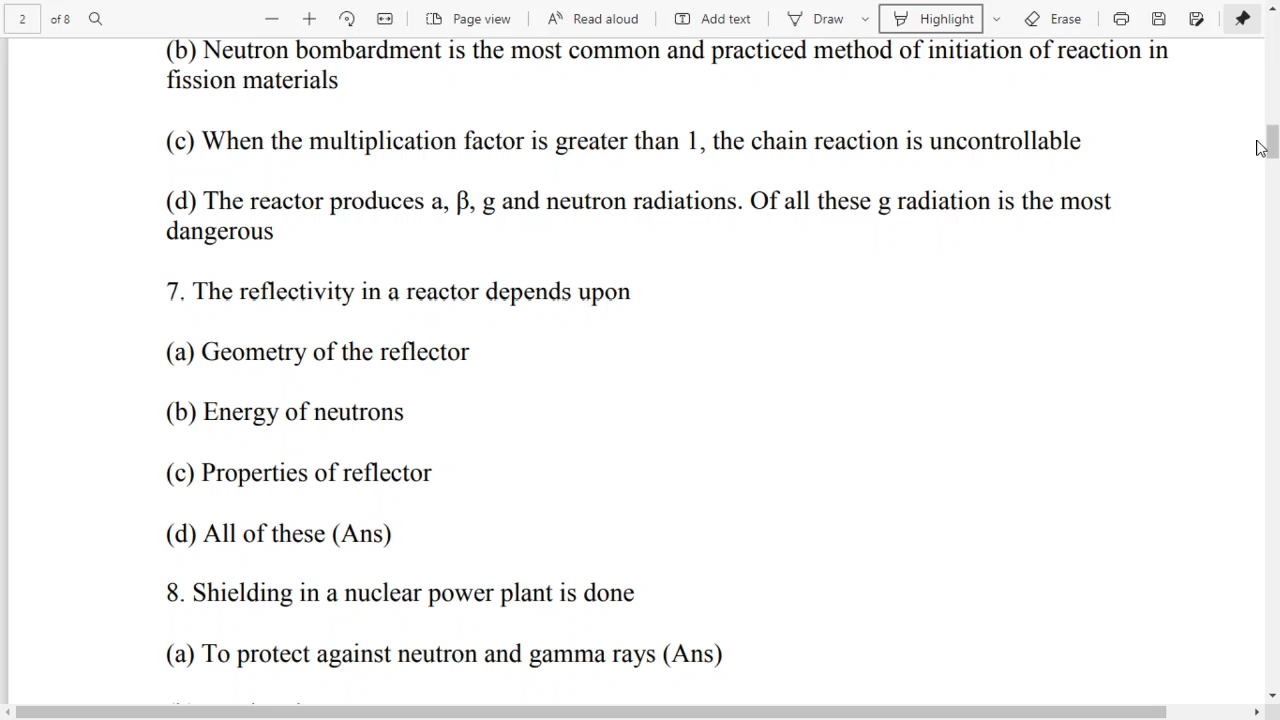 2 of 8 Page view Read aloud Add text Draw Highlight Erase
(b) Neutron bombardment is the most common and practiced method of initiation of reaction in
fission materials
(c) When the multiplication factor is greater than 1, the chain reaction is uncontrollable
(d) The reactor produces a, β, g and neutron radiations. Of all these g radiation is the most
dangerous
7. The reflectivity in a reactor depends upon
(a) Geometry of the reflector
(b) Energy of neutrons
(c) Properties of reflector
(d) All of these (Ans)
8. Shielding in a nuclear power plant is done
(a) To protect against neutron and gamma rays (Ans)